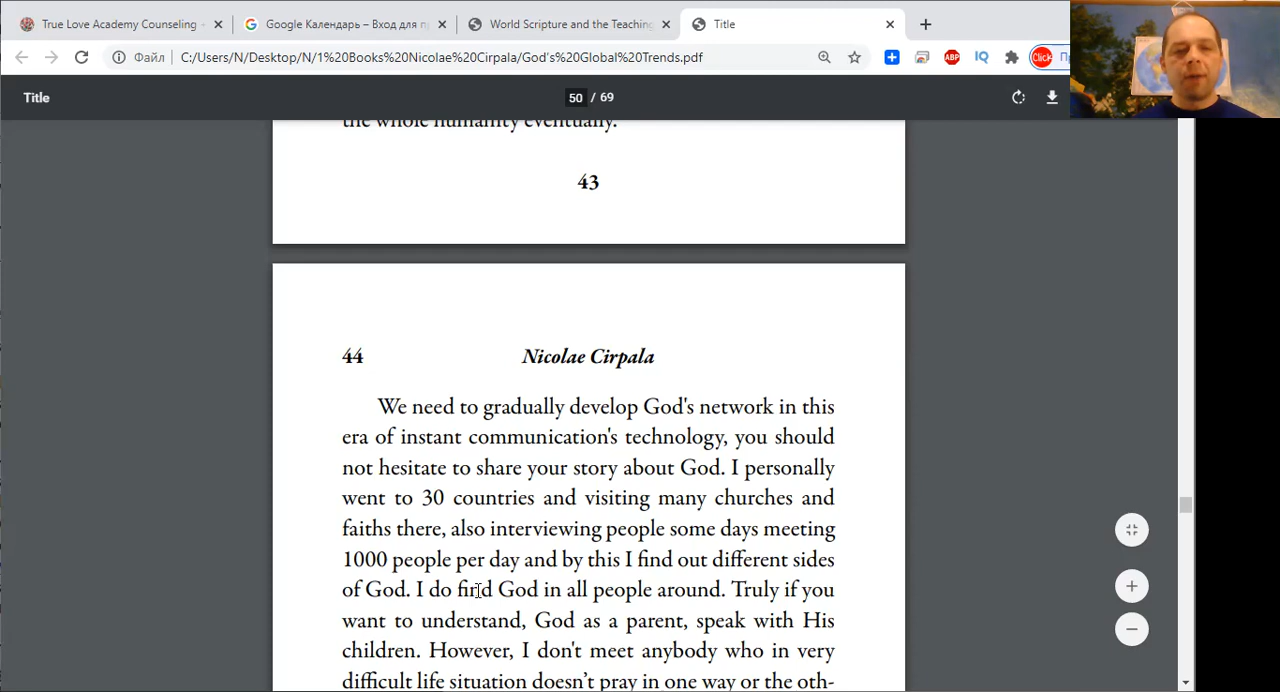 True Love Academy Counseling
Google Календарь – Вход для п
World Scripture and the Teaching
Title
Файл
C:/Users/N/Desktop/N/1%20Books%20Nicolae%20Cirpala/God's%20Global%20Trends.pdf
ABP
IQ
Click
Title
50 / 69
the whole humanity eventually.
43
44
Nicolae Cirpala
We need to gradually develop God's network in this
era of instant communication's technology, you should
not hesitate to share your story about God. I personally
went to 30 countries and visiting many churches and
faiths there, also interviewing people some days meeting
1000 people per day and by this I find out different sides
of God. I do find God in all people around. Truly if you
want to understand, God as a parent, speak with His
children. However, I don't meet anybody who in very
difficult life situation doesn't pray in one way or the oth-